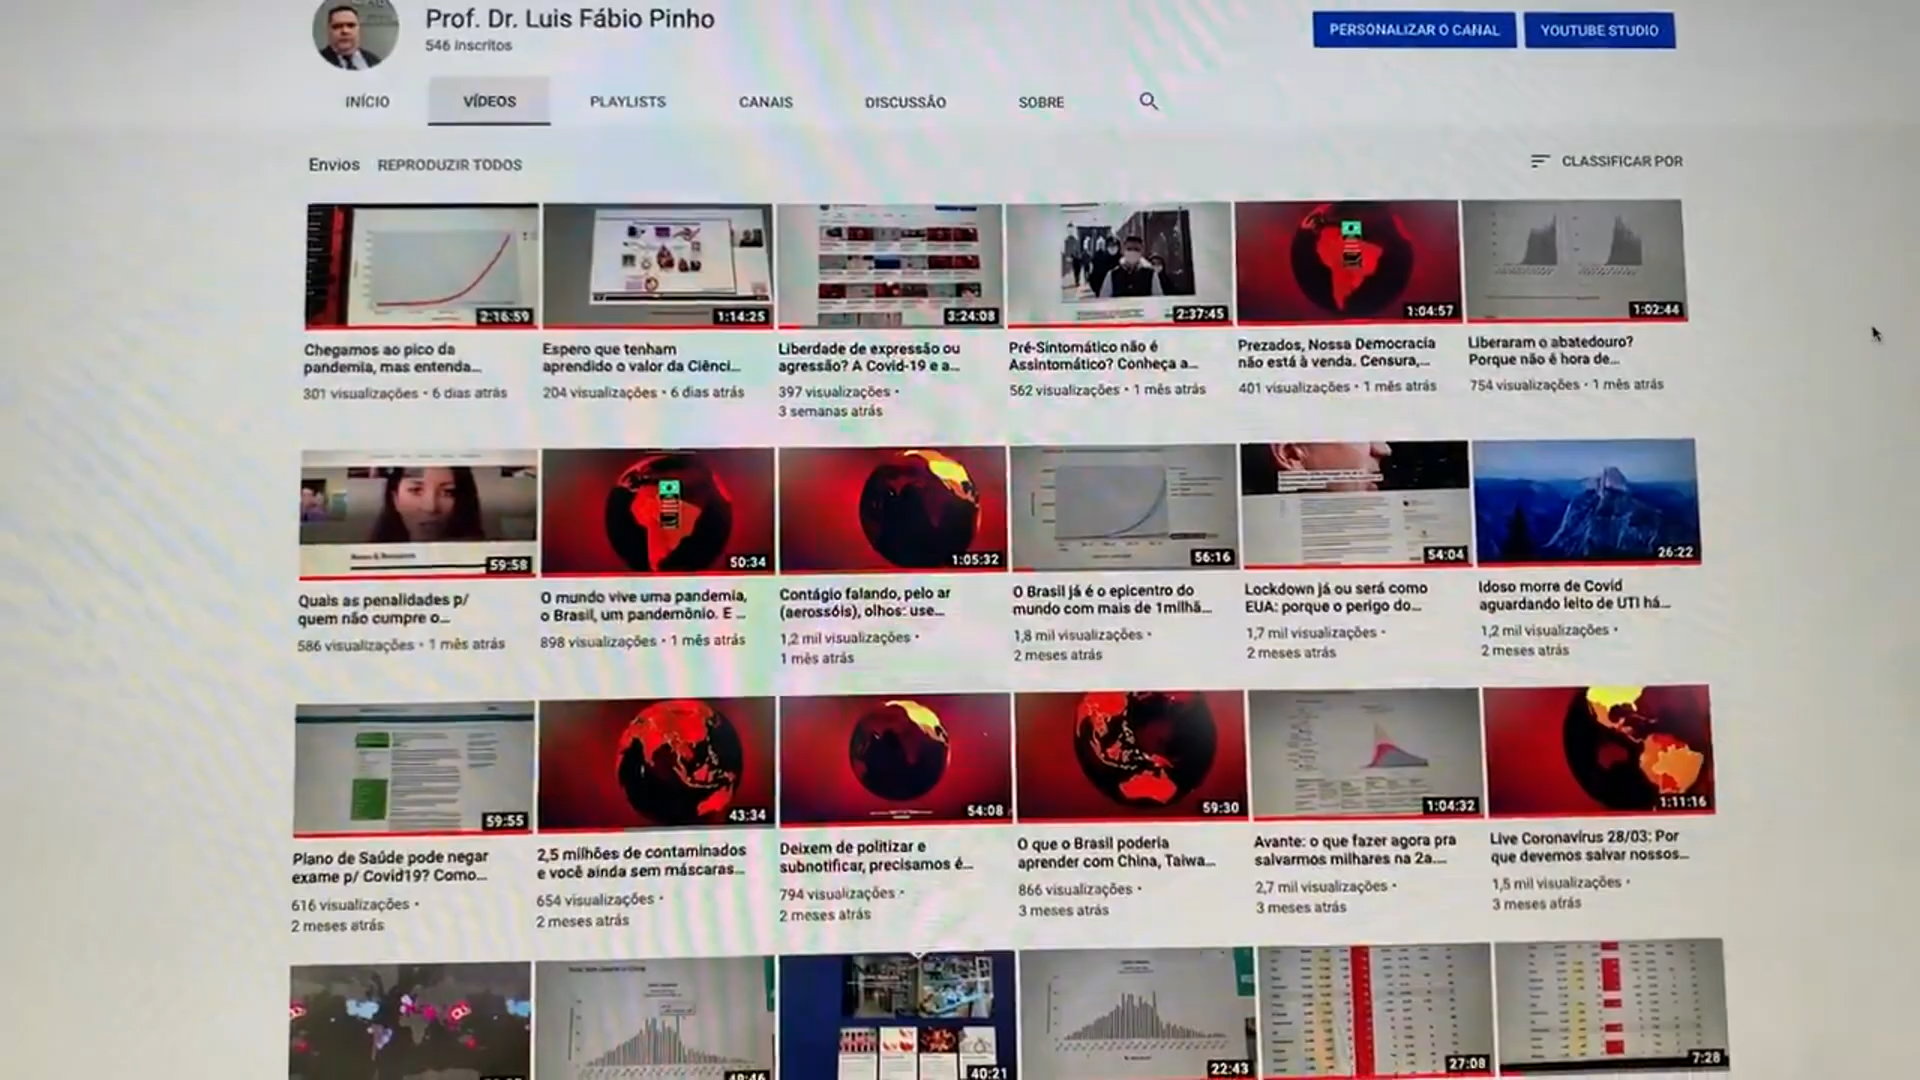 Prof. Dr. Luis Fábio Pinho
546 inscritos
PERSONALIZAR O CANAL
YOUTUBE STUDIO
INÍCIO
VÍDEOS
PLAYLISTS
CANAIS
DISCUSSÃO
SOBRE
Envios
REPRODUZIR TODOS
CLASSIFICAR POR
2:16:59
1:14:25
3:24:08
2:37:45
1:04:57
1:02:44
Chegamos ao pico da
pandemia, mas entenda...
301 visualizações • 6 dias atrás
Espero que tenham
aprendido o valor da Ciênci...
204 visualizações • 6 dias atrás
Liberdade de expressão ou
agressão? A Covid-19 e a...
397 visualizações •
3 semanas atrás
Pré-Sintomático não é
Assintomático? Conheça a...
562 visualizações • 1 mês atrás
Prezados, Nossa Democracia
não está à venda. Censura,...
401 visualizações • 1 mês atrás
Liberaram o abatedouro?
Porque não é hora de...
754 visualizações • 1 mês atrás
59:58
50:34
1:05:32
56:16
54:04
26:22
Quais as penalidades p/
quem não cumpre o...
586 visualizações • 1 mês atrás
O mundo vive uma pandemia,
o Brasil, um pandemônio. E ...
898 visualizações • 1 mês atrás
Contágio falando, pelo ar
(aerossóis), olhos: use...
1,2 mil visualizações •
1 mês atrás
O Brasil já é o epicentro do
mundo com mais de 1milhã...
1,8 mil visualizações •
2 meses atrás
Lockdown já ou será como
EUA: porque o perigo do...
1,7 mil visualizações •
2 meses atrás
Idoso morre de Covid
aguardando leito de UTI há...
1,2 mil visualizações •
2 meses atrás
59:55
43:34
54:08
59:30
1:04:32
1:11:16
Plano de Saúde pode negar
exame p/ Covid19? Como...
616 visualizações •
2 meses atrás
2,5 milhões de contaminados
e você ainda sem máscaras...
654 visualizações •
2 meses atrás
Deixem de politizar e
subnotificar, precisamos é...
794 visualizações •
2 meses atrás
O que o Brasil poderia
aprender com China, Taiwa...
866 visualizações •
3 meses atrás
Avante: o que fazer agora pra
salvarmos milhares na 2a....
2,7 mil visualizações •
3 meses atrás
Live Coronavírus 28/03: Por
que devemos salvar nossos...
1,5 mil visualizações •
3 meses atrás
40:21
22:43
27:08
7:28